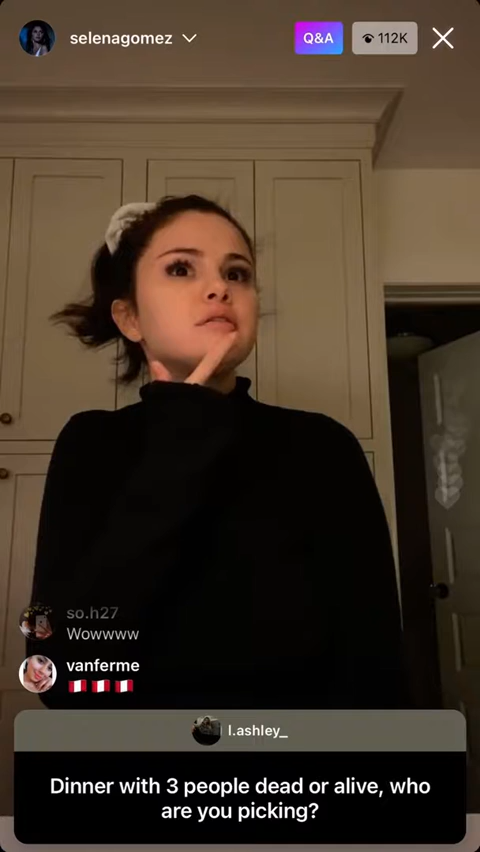 selenagomez
Q&A
112K
so.h27
Wowwww
vanferme
🇵🇪 🇵🇪 🇵🇪
l.ashley_
Dinner with 3 people dead or alive, who
are you picking?